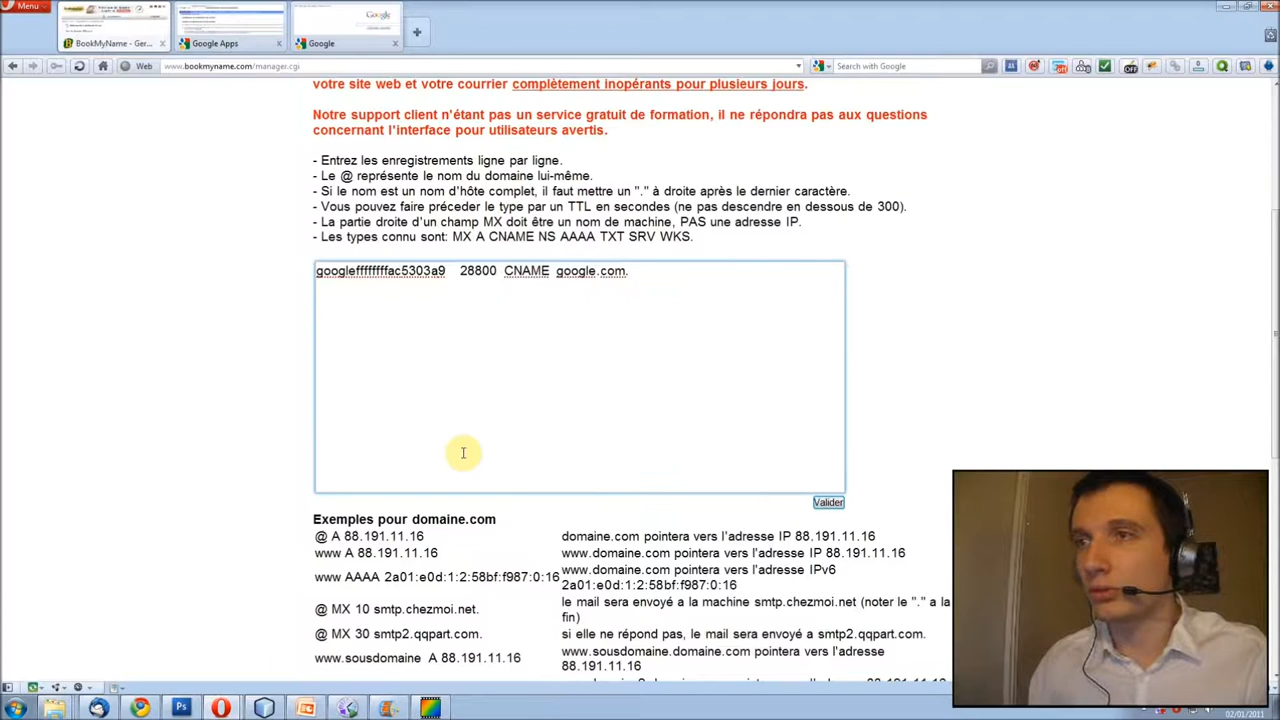 Menu
BookMyName - Ger...
Google Apps
Google
Google
Web
www.bookmyname.com/manager.cgi
Search with Google
votre site web et votre courrier complètement inopérants pour plusieurs jours.
Notre support client n'étant pas un service gratuit de formation, il ne répondra pas aux questions
concernant l'interface pour utilisateurs avertis.
- Entrez les enregistrements ligne par ligne.
- Le @ représente le nom du domaine lui-même.
- Si le nom est un nom d'hôte complet, il faut mettre un "." à droite après le dernier caractère.
- Vous pouvez faire préceder le type par un TTL en secondes (ne pas descendre en dessous de 300).
- La partie droite d'un champ MX doit être un nom de machine, PAS une adresse IP.
- Les types connu sont: MX A CNAME NS AAAA TXT SRV WKS.
googleffffffffac5303a9 28800 CNAME google.com.
Valider
Exemples pour domaine.com
@ A 88.191.11.16 domaine.com pointera vers l'adresse IP 88.191.11.16
www A 88.191.11.16 www.domaine.com pointera vers l'adresse IP 88.191.11.16
www AAAA 2a01:e0d:1:2:58bf:f987:0:16 www.domaine.com pointera vers l'adresse IPv6
2a01:e0d:1:2:58bf:f987:0:16
@ MX 10 smtp.chezmoi.net. le mail sera envoyé a la machine smtp.chezmoi.net (noter le "." a la
fin)
@ MX 30 smtp2.qqpart.com. si elle ne répond pas, le mail sera envoyé a smtp2.qqpart.com.
www.sousdomaine A 88.191.11.16 www.sousdomaine.domaine.com pointera vers l'adresse
88.191.11.16
02/01/2011